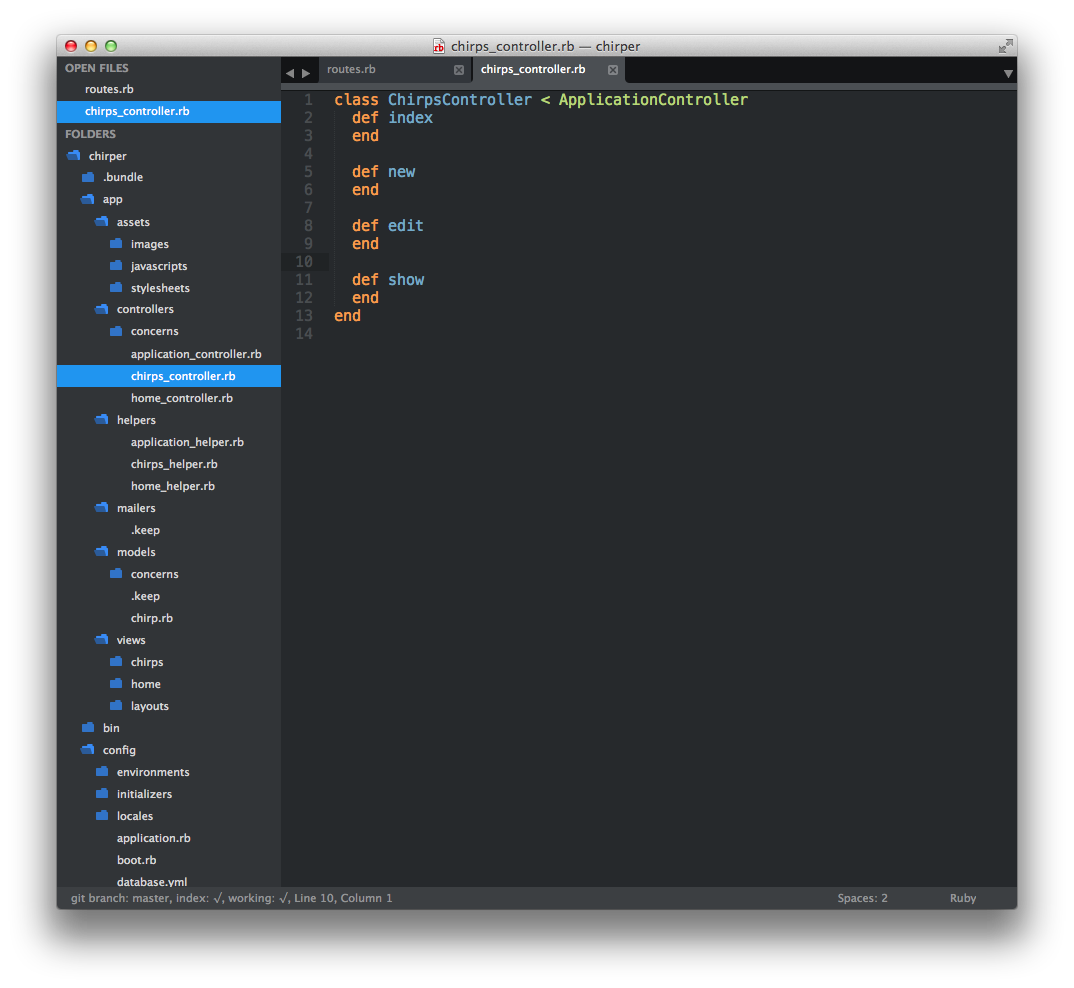 chirps_controller.rb — chirper
OPEN FILES
routes.rb
chirps_controller.rb
FOLDERS
chirper
.bundle
app
assets
images
javascripts
stylesheets
controllers
concerns
application_controller.rb
chirps_controller.rb
home_controller.rb
helpers
application_helper.rb
chirps_helper.rb
home_helper.rb
mailers
.keep
models
concerns
.keep
chirp.rb
views
chirps
home
layouts
bin
config
environments
initializers
locales
application.rb
boot.rb
database.yml
routes.rb
chirps_controller.rb
1 class ChirpsController < ApplicationController
2 def index
3 end
4
5 def new
6 end
7
8 def edit
9 end
10
11 def show
12 end
13 end
14
git branch: master, index: √, working: √, Line 10, Column 1
Spaces: 2
Ruby